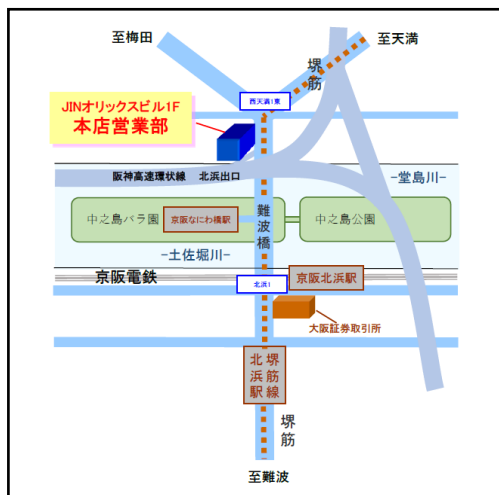 至梅田
至天満
堺筋
西天満1東
JINオリックスビル1F
本店営業部
阪神高速環状線 北浜出口
-堂島川-
中之島バラ園
京阪なにわ橋駅
難波橋
中之島公園
-土佐堀川-
京阪電鉄
北浜1
京阪北浜駅
大阪証券取引所
堺筋線
北浜駅
堺筋
至難波